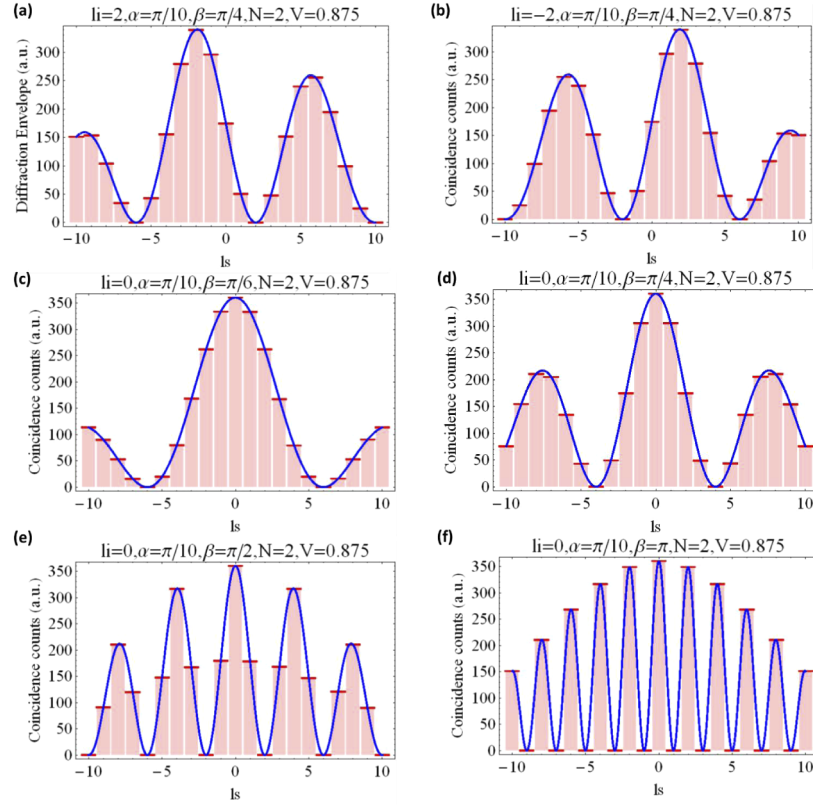 (a)
li=2,α=π/10,β=π/4,N=2,V=0.875
Diffraction Envelope (a.u.)
300
250
200
150
100
50
0
−10 −5 0 5 10
ls
(b)
li=−2,α=π/10,β=π/4,N=2,V=0.875
Coincidence counts (a.u.)
300
250
200
150
100
50
0
−10 −5 0 5 10
ls
(c)
li=0,α=π/10,β=π/6,N=2,V=0.875
Coincidence counts (a.u.)
350
300
250
200
150
100
50
0
−10 −5 0 5 10
ls
(d)
li=0,α=π/10,β=π/4,N=2,V=0.875
Coincidence counts (a.u.)
350
300
250
200
150
100
50
0
−10 −5 0 5 10
ls
(e)
li=0,α=π/10,β=π/2,N=2,V=0.875
Coincidence counts (a.u.)
350
300
250
200
150
100
50
0
−10 −5 0 5 10
ls
(f)
li=0,α=π/10,β=π,N=2,V=0.875
Coincidence counts (a.u.)
350
300
250
200
150
100
50
0
−10 −5 0 5 10
ls